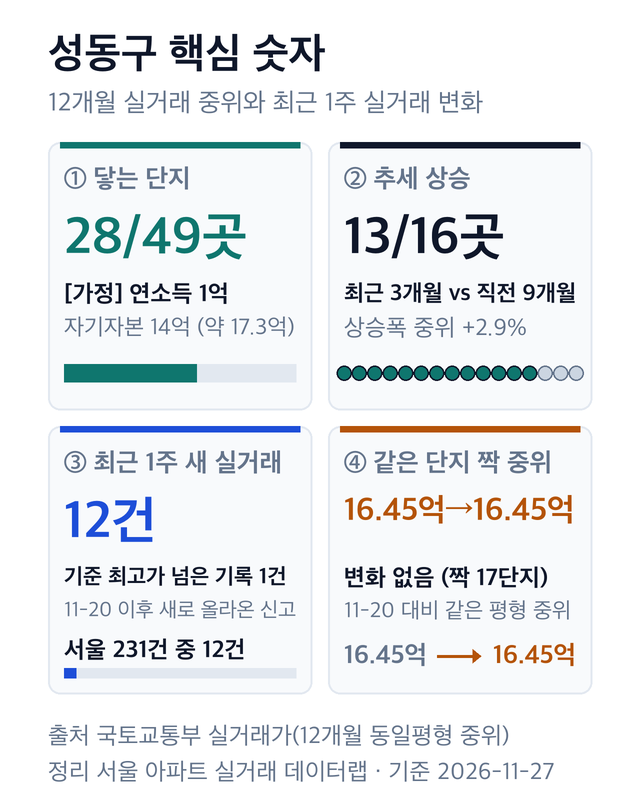 성동구 핵심 숫자
12개월 실거래 중위와 최근 1주 실거래 변화
① 닿는 단지
28/49곳
[가정] 연소득 1억
자기자본 14억 (약 17.3억)
② 추세 상승
13/16곳
최근 3개월 vs 직전 9개월
상승폭 중위 +2.9%
③ 최근 1주 새 실거래
12건
기준 최고가 넘은 기록 1건
11-20 이후 새로 올라온 신고
서울 231건 중 12건
④ 같은 단지 짝 중위
16.45억→16.45억
변화 없음 (짝 17단지)
11-20 대비 같은 평형 중위
16.45억 → 16.45억
출처 국토교통부 실거래가(12개월 동일평형 중위)
정리 서울 아파트 실거래 데이터랩 · 기준 2026-11-27